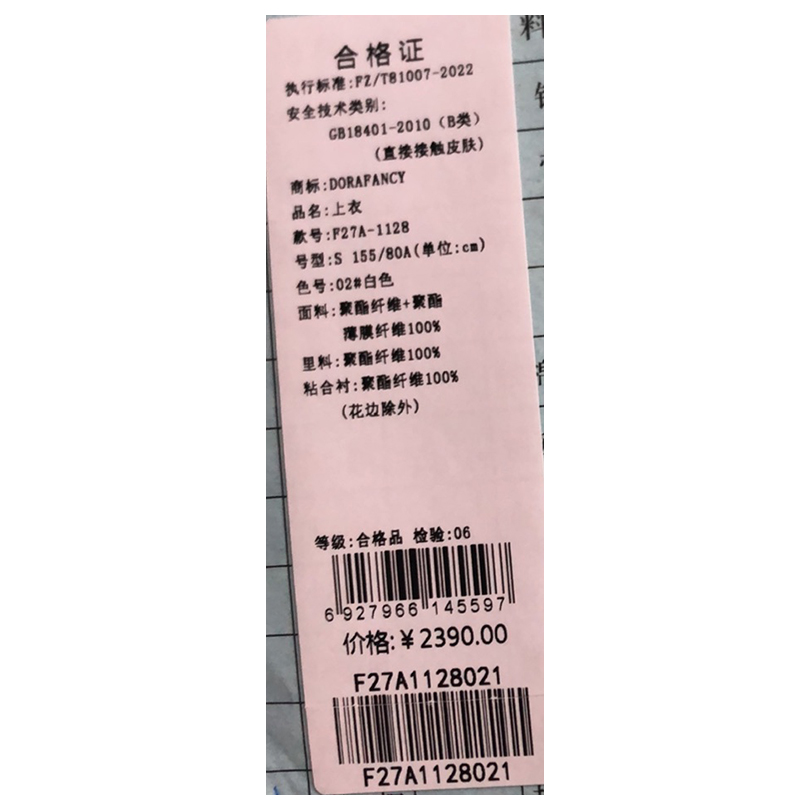 合格证
执行标准:FZ/T81007-2022
安全技术类别:
GB18401-2010（B类）
(直接接触皮肤)
商标:DORAFANCY
品名:上衣
款号:F27A-1128
号型:S 155/80A(单位:cm)
色号:02#白色
面料:聚酯纤维+聚酯
薄膜纤维100%
里料:聚酯纤维100%
粘合衬:聚酯纤维100%
(花边除外)
等级:合格品 检验:06
6 927966 145597
价格:￥2390.00
F27A1128021
F27A1128021
料